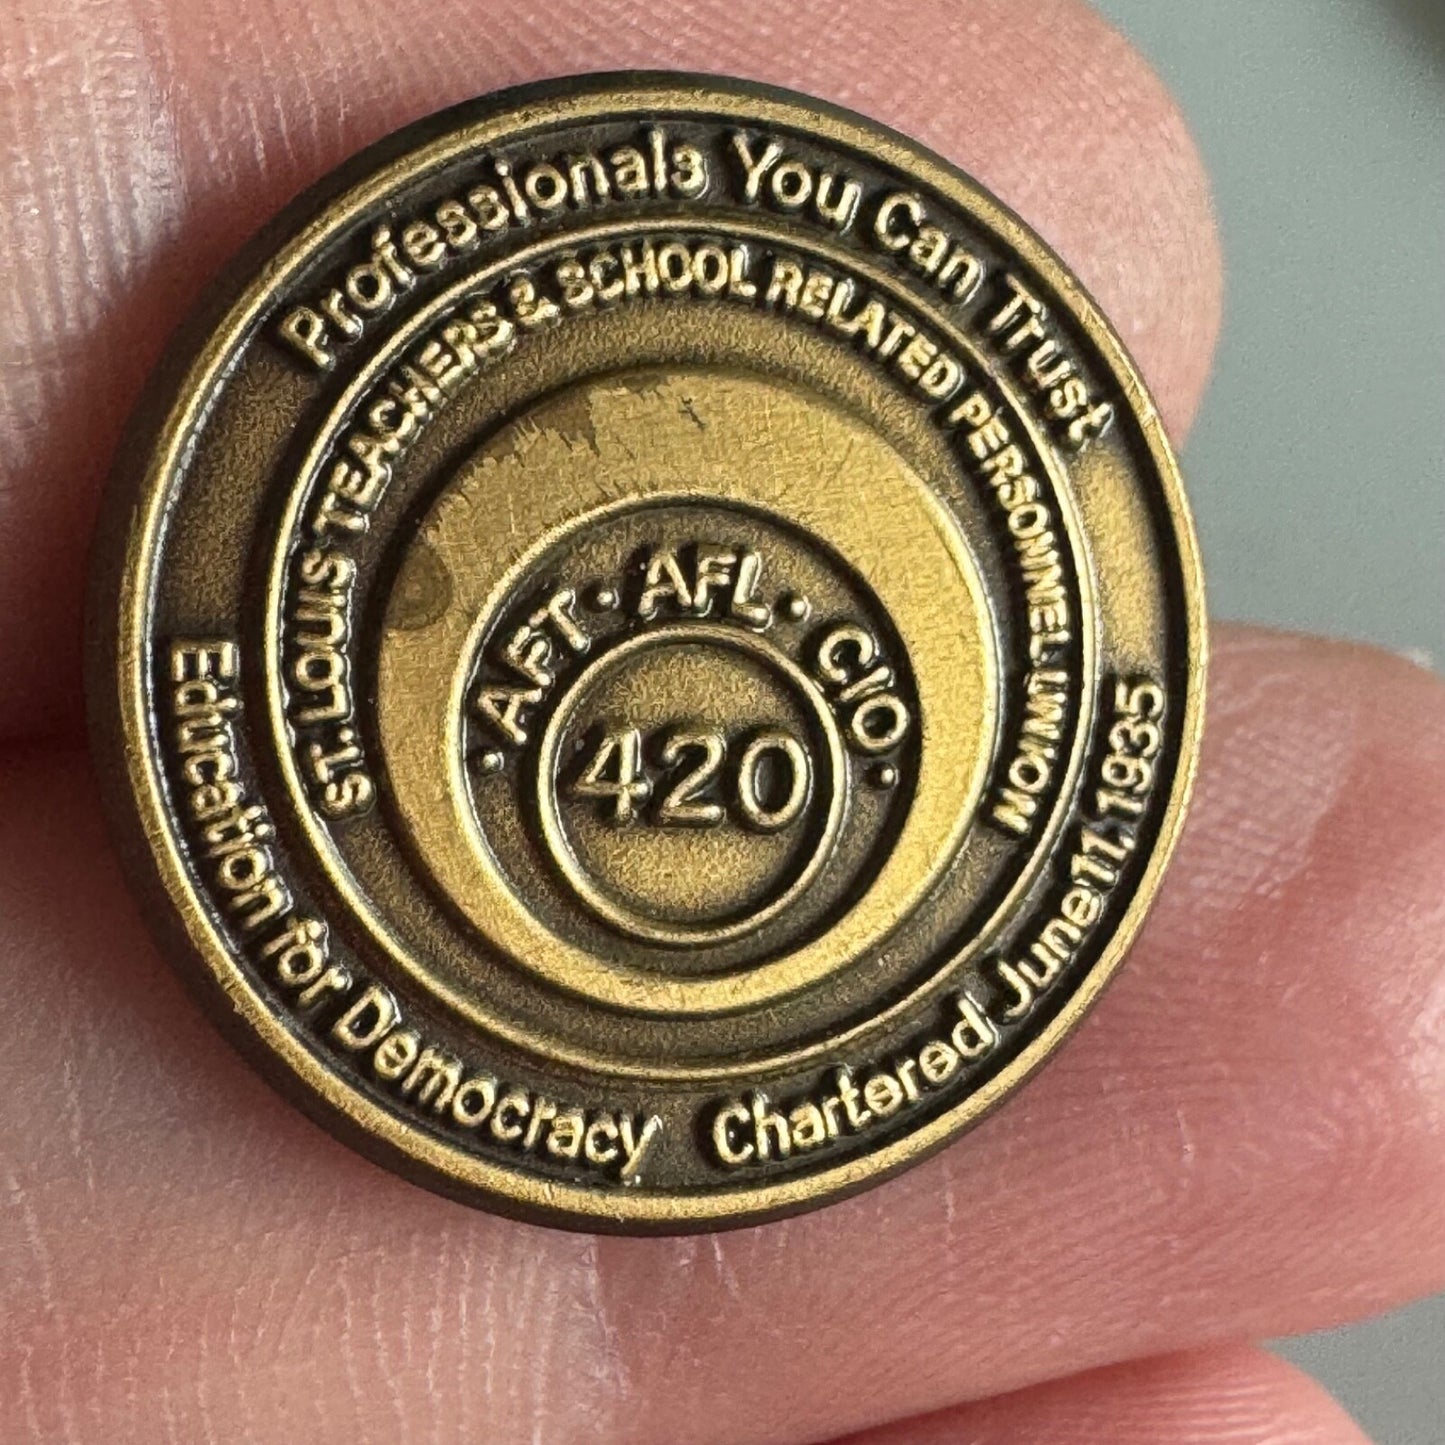 Professionals You Can Trust
ST. LOUIS TEACHERS & SCHOOL RELATED PERSONNEL UNION
· AFT · AFL · CIO ·
420
Education for Democracy
Chartered June 11, 1935